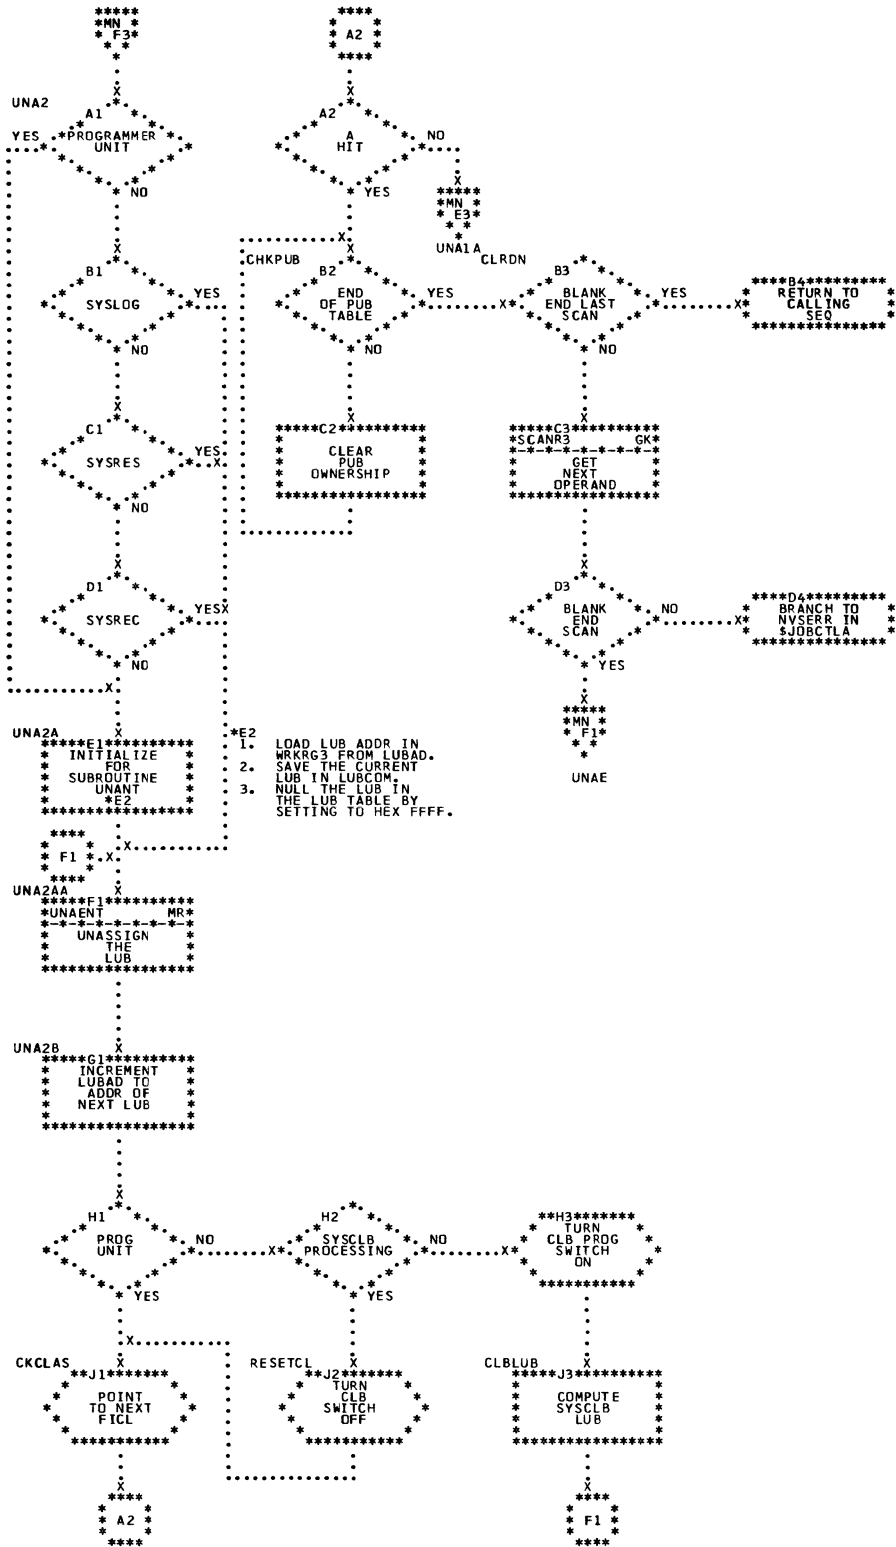 MN
F3
A2
UNA2
A1
YES
PROGRAMMER
UNIT
NO
A2
A
HIT
NO
YES
MN
E3
UNA1A
B1
SYSLOG
YES
NO
CHKPUB
B2
END
OF PUB
TABLE
YES
NO
CLRDN
B3
BLANK
END LAST
SCAN
YES
NO
B4
RETURN TO
CALLING
SEQ
C1
SYSRES
YES
NO
C2
CLEAR
PUB
OWNERSHIP
C3
SCANR3 GK
GET
NEXT
OPERAND
D1
SYSREC
YES
NO
D3
BLANK
END
SCAN
NO
YES
D4
BRANCH TO
NVSERR IN
$JOBCTLA
MN
F1
UNAE
UNA2A
E1
INITIALIZE
FOR
SUBROUTINE
UNANT
*E2
*E2
1. LOAD LUB ADDR IN
WRKRG3 FROM LUBAD.
2. SAVE THE CURRENT
LUB IN LUBCOM.
3. NULL THE LUB IN
THE LUB TABLE BY
SETTING TO HEX FFFF.
F1
UNA2AA
F1
UNAENT MR
UNASSIGN
THE
LUB
UNA2B
G1
INCREMENT
LUBAD TO
ADDR OF
NEXT LUB
H1
PROG
UNIT
NO
YES
H2
SYSCLB
PROCESSING
NO
YES
H3
TURN
CLB PROG
SWITCH
ON
CKCLAS
J1
POINT
TO NEXT
FICL
RESETCL
J2
TURN
CLB
SWITCH
OFF
CLBLUB
J3
COMPUTE
SYSCLB
LUB
A2
F1